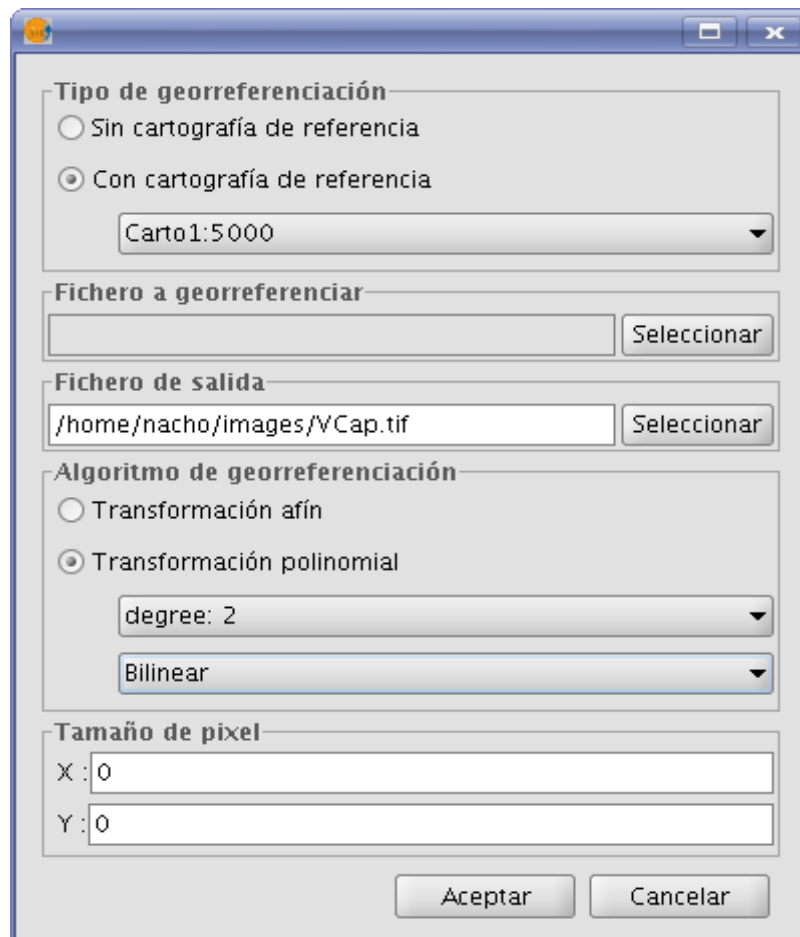 Tipo de georreferenciación
Sin cartografía de referencia
Con cartografía de referencia
Carto1:5000
Fichero a georreferenciar
Seleccionar
Fichero de salida
/home/nacho/images/VCap.tif
Seleccionar
Algoritmo de georreferenciación
Transformación afín
Transformación polinomial
degree: 2
Bilinear
Tamaño de pixel
X : 0
Y : 0
Aceptar
Cancelar